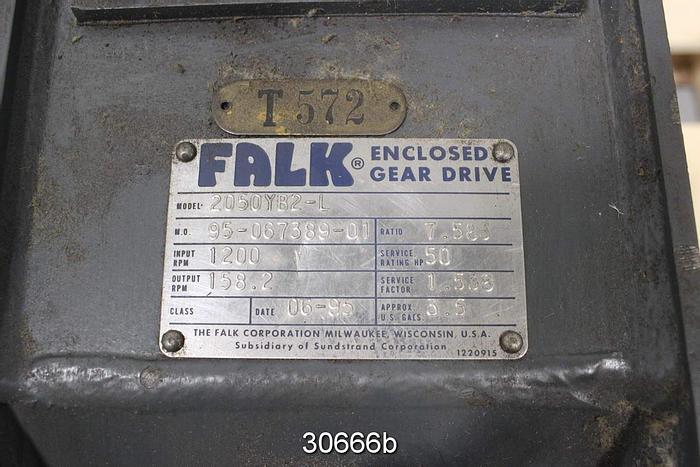 T 572
FALK® ENCLOSED GEAR DRIVE
MODEL 2050YB2-L
M.O. 95-067389-01 RATIO 7.583
INPUT RPM 1200 SERVICE RATING HP 50
OUTPUT RPM 158.2 SERVICE FACTOR
CLASS DATE 06-95 APPROX. U.S. GALS.
THE FALK CORPORATION MILWAUKEE, WISCONSIN, U.S.A.
Subsidiary of Sundstrand Corporation
1220915
30666b